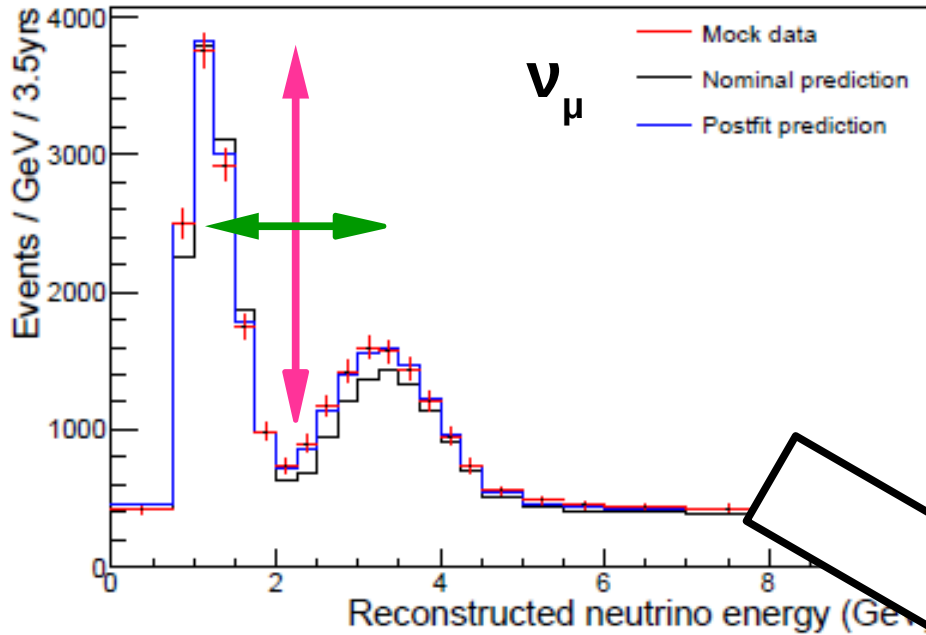 Events / GeV / 3.5yrs
4000
3000
2000
1000
0
0 2 4 6 8
Reconstructed neutrino energy (GeV
νμ
Mock data
Nominal prediction
Postfit prediction